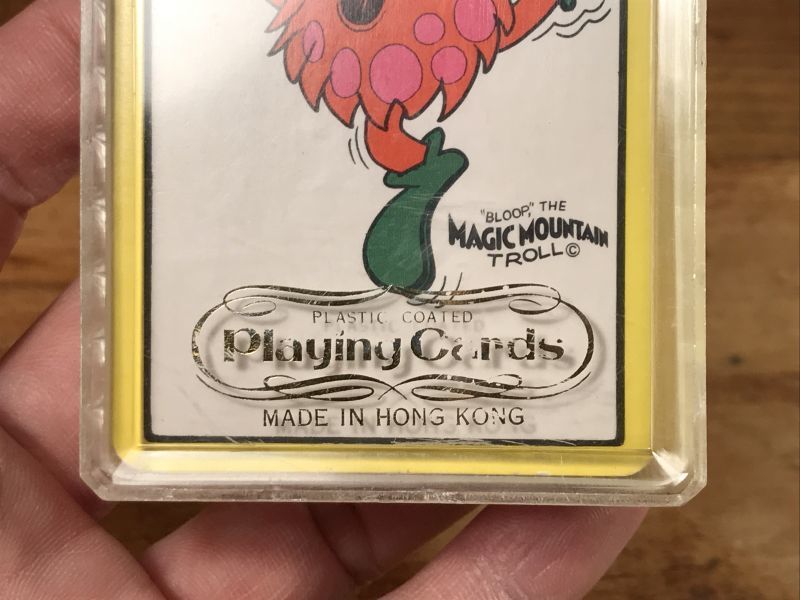 "BLOOP," THE
MAGIC MOUNTAIN
TROLL ©
PLASTIC COATED
Playing Cards
MADE IN HONG KONG